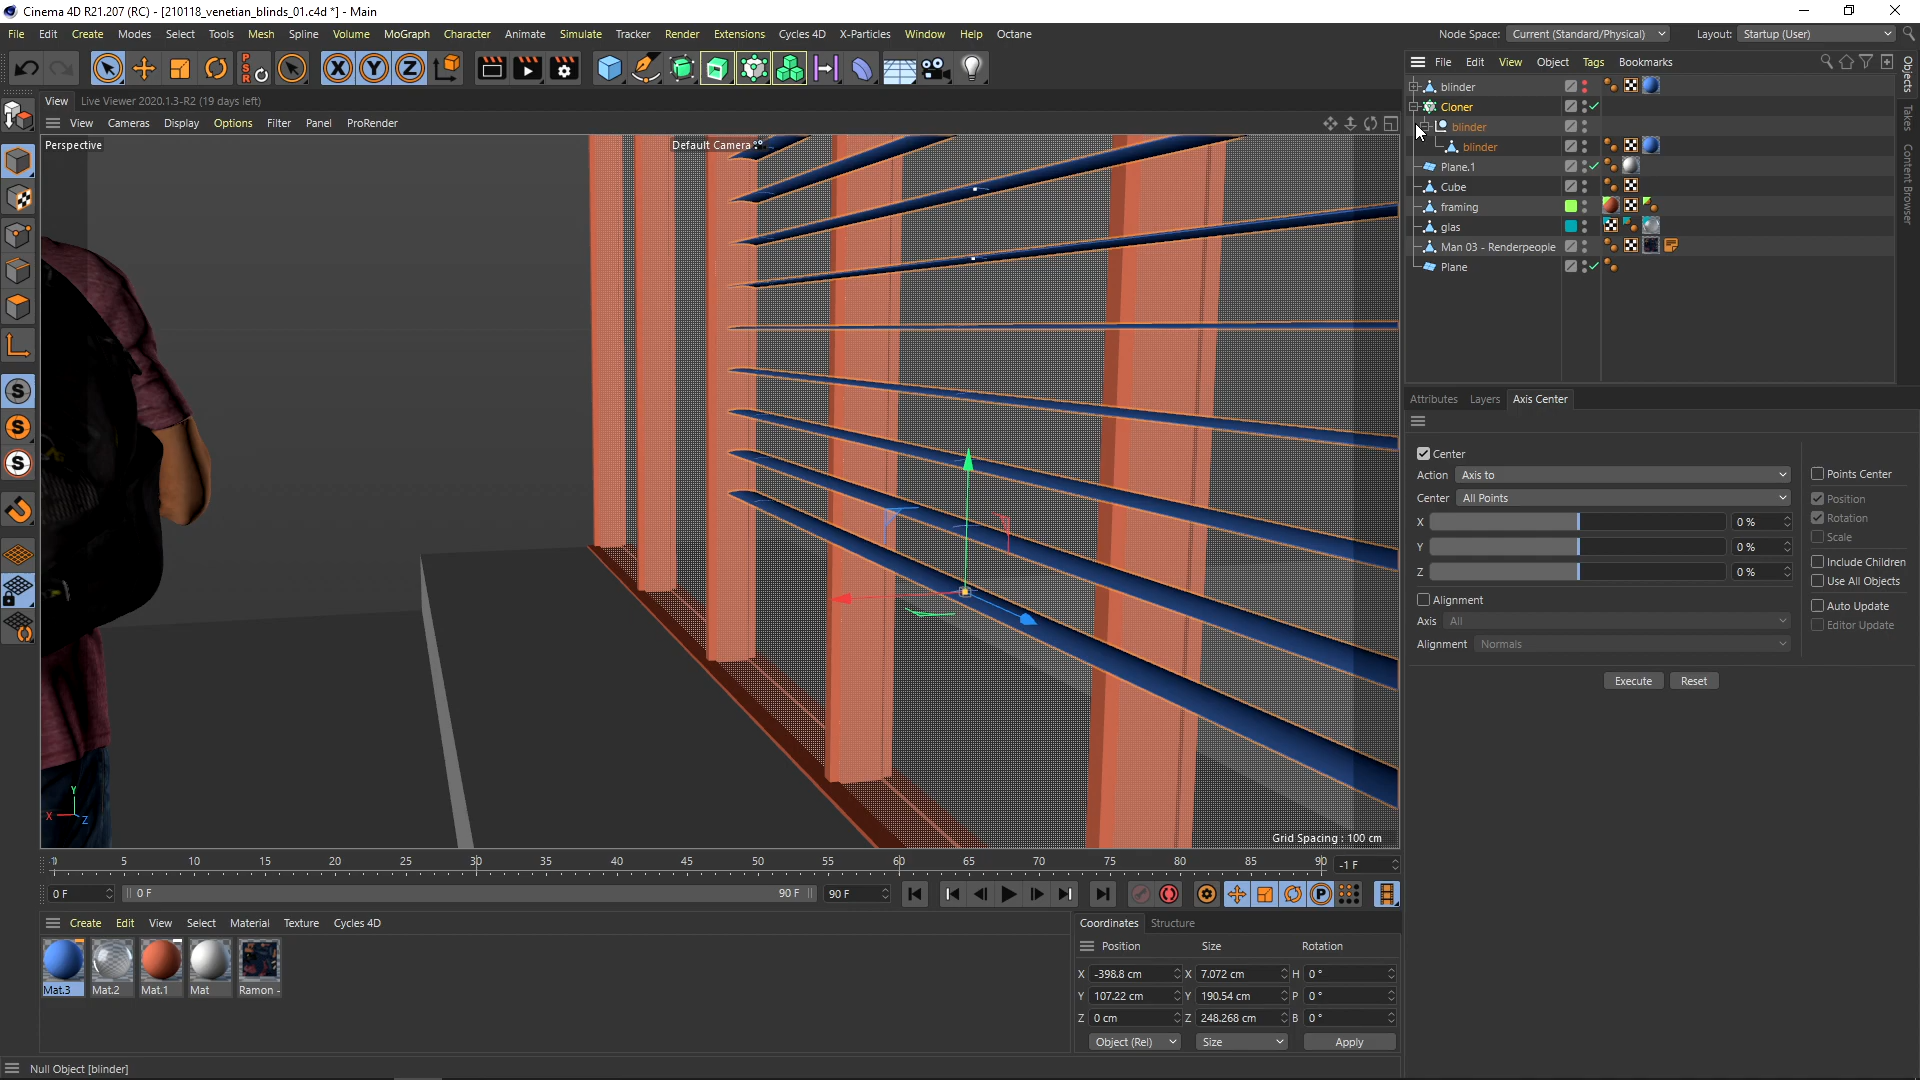 Cinema 4D R21.207 (RC) - [210118_venetian_blinds_01.c4d *] - Main
File Edit Create Modes Select Tools Mesh Spline Volume MoGraph Character Animate Simulate Tracker Render Extensions Cycles 4D X-Particles Window Help Octane
Node Space: Current (Standard/Physical) Layout: Startup (User)
PSR X Y Z
File Edit View Object Tags Bookmarks
View Live Viewer 2020.1.3-R2 (19 days left)
View Cameras Display Options Filter Panel ProRender
Perspective
Default Camera
blinder
Cloner
blinder
blinder
Plane.1
Cube
framing
glas
Man 03 - Renderpeople
Plane
Objects
Takes
Content Browser
Attributes Layers Axis Center
Center
Action Axis to
Center All Points
X 0 %
Y 0 %
Z 0 %
Alignment
Axis All
Alignment Normals
Points Center
Position
Rotation
Scale
Include Children
Use All Objects
Auto Update
Editor Update
Execute Reset
S
S
S
Y
X Z
Grid Spacing : 100 cm
5 10 15 20 25 30 35 40 45 50 55 60 65 70 75 80 85 90 -1 F
0 F 0 F 90 F 90 F
P
Create Edit View Select Material Texture Cycles 4D
Mat.3 Mat.2 Mat.1 Mat Ramon -
Coordinates Structure
Position Size Rotation
X -398.8 cm X 7.072 cm H 0 °
Y 107.22 cm Y 190.54 cm P 0 °
Z 0 cm Z 248.268 cm B 0 °
Object (Rel) Size Apply
Null Object [blinder]